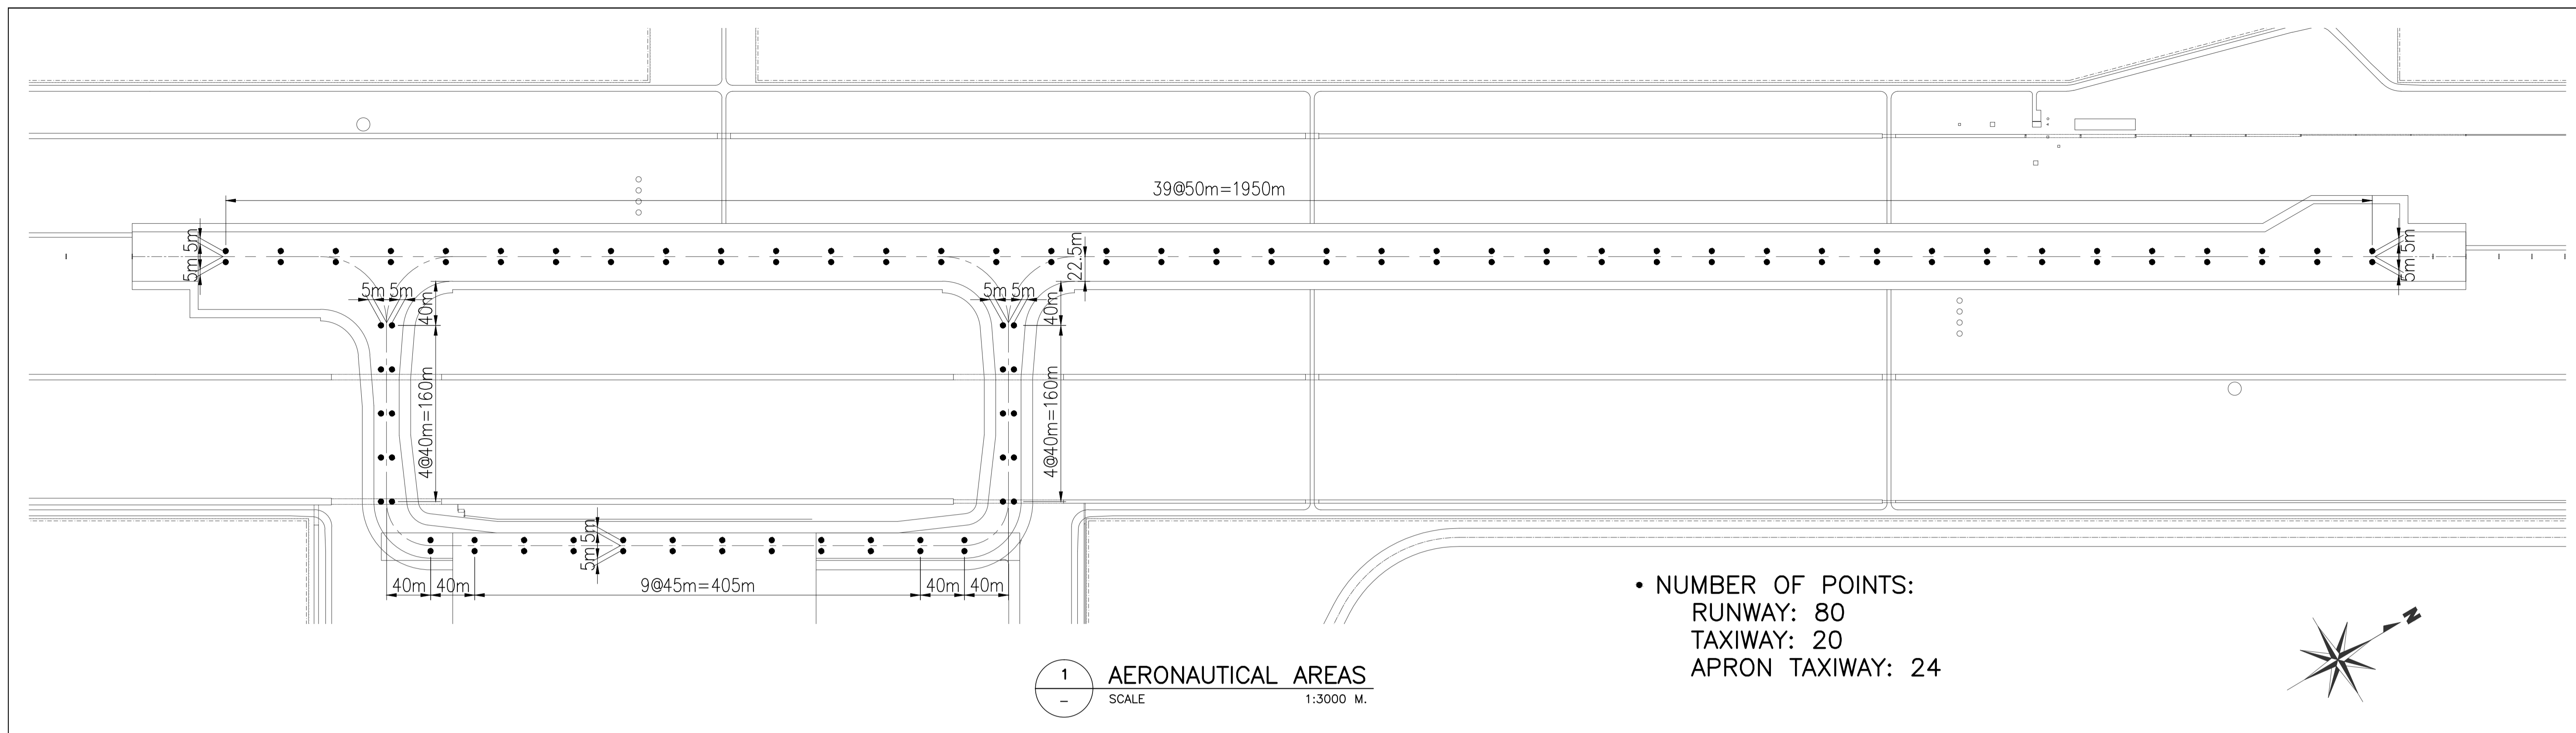 39@50m=1950m
5m
5m
22.5m
5m
5m
5m 5m
40m
5m 5m
40m
4@40m=160m
4@40m=160m
5m
5m
40m 40m 9@45m=405m 40m 40m
• NUMBER OF POINTS:
RUNWAY: 80
TAXIWAY: 20
APRON TAXIWAY: 24
N
1
–
AERONAUTICAL AREAS
SCALE 1:3000 M.